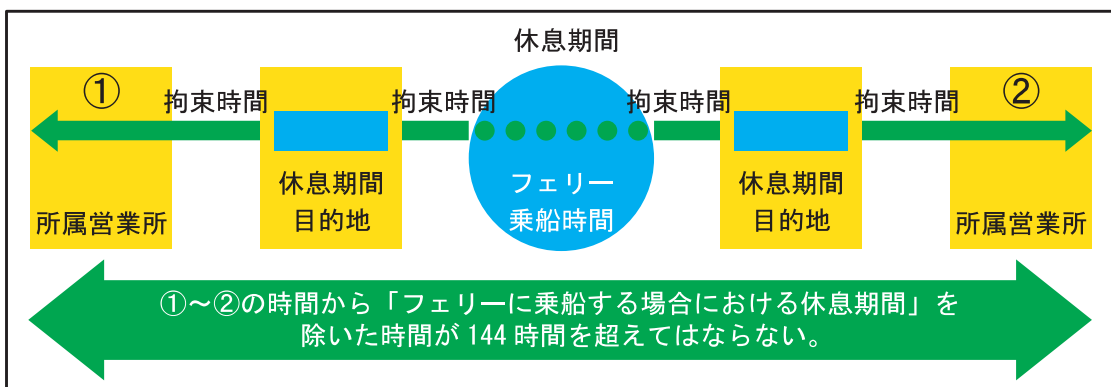 休息期間
①
拘束時間
拘束時間
拘束時間
拘束時間
②
所属営業所
休息期間
目的地
フェリー
乗船時間
休息期間
目的地
所属営業所
①～②の時間から「フェリーに乗船する場合における休息期間」を
除いた時間が144時間を超えてはならない。